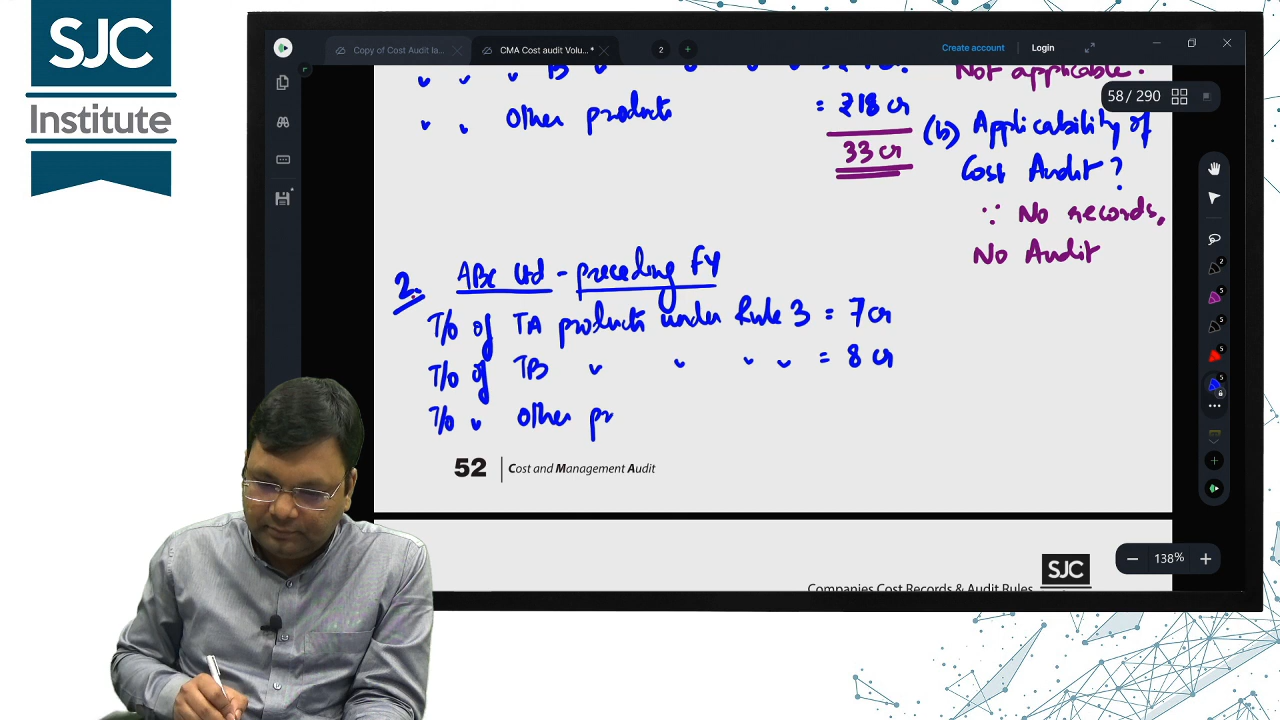 SJC
Institute
Copy of Cost Audit la...
CMA Cost audit Volu...*
2
Create account
Login
58 / 290
Not applicable.
" " Other products = ₹18 cr
33 cr
(b) Applicability of
Cost Audit?
∵ No records,
No Audit
2. ABC Ltd - preceding FY
T/O of TA products under Rule 3 = 7 cr
T/O of TB " " " " = 8 cr
T/O " Other pr
52 Cost and Management Audit
138%
SJC
Companies Cost Records & Audit Rules